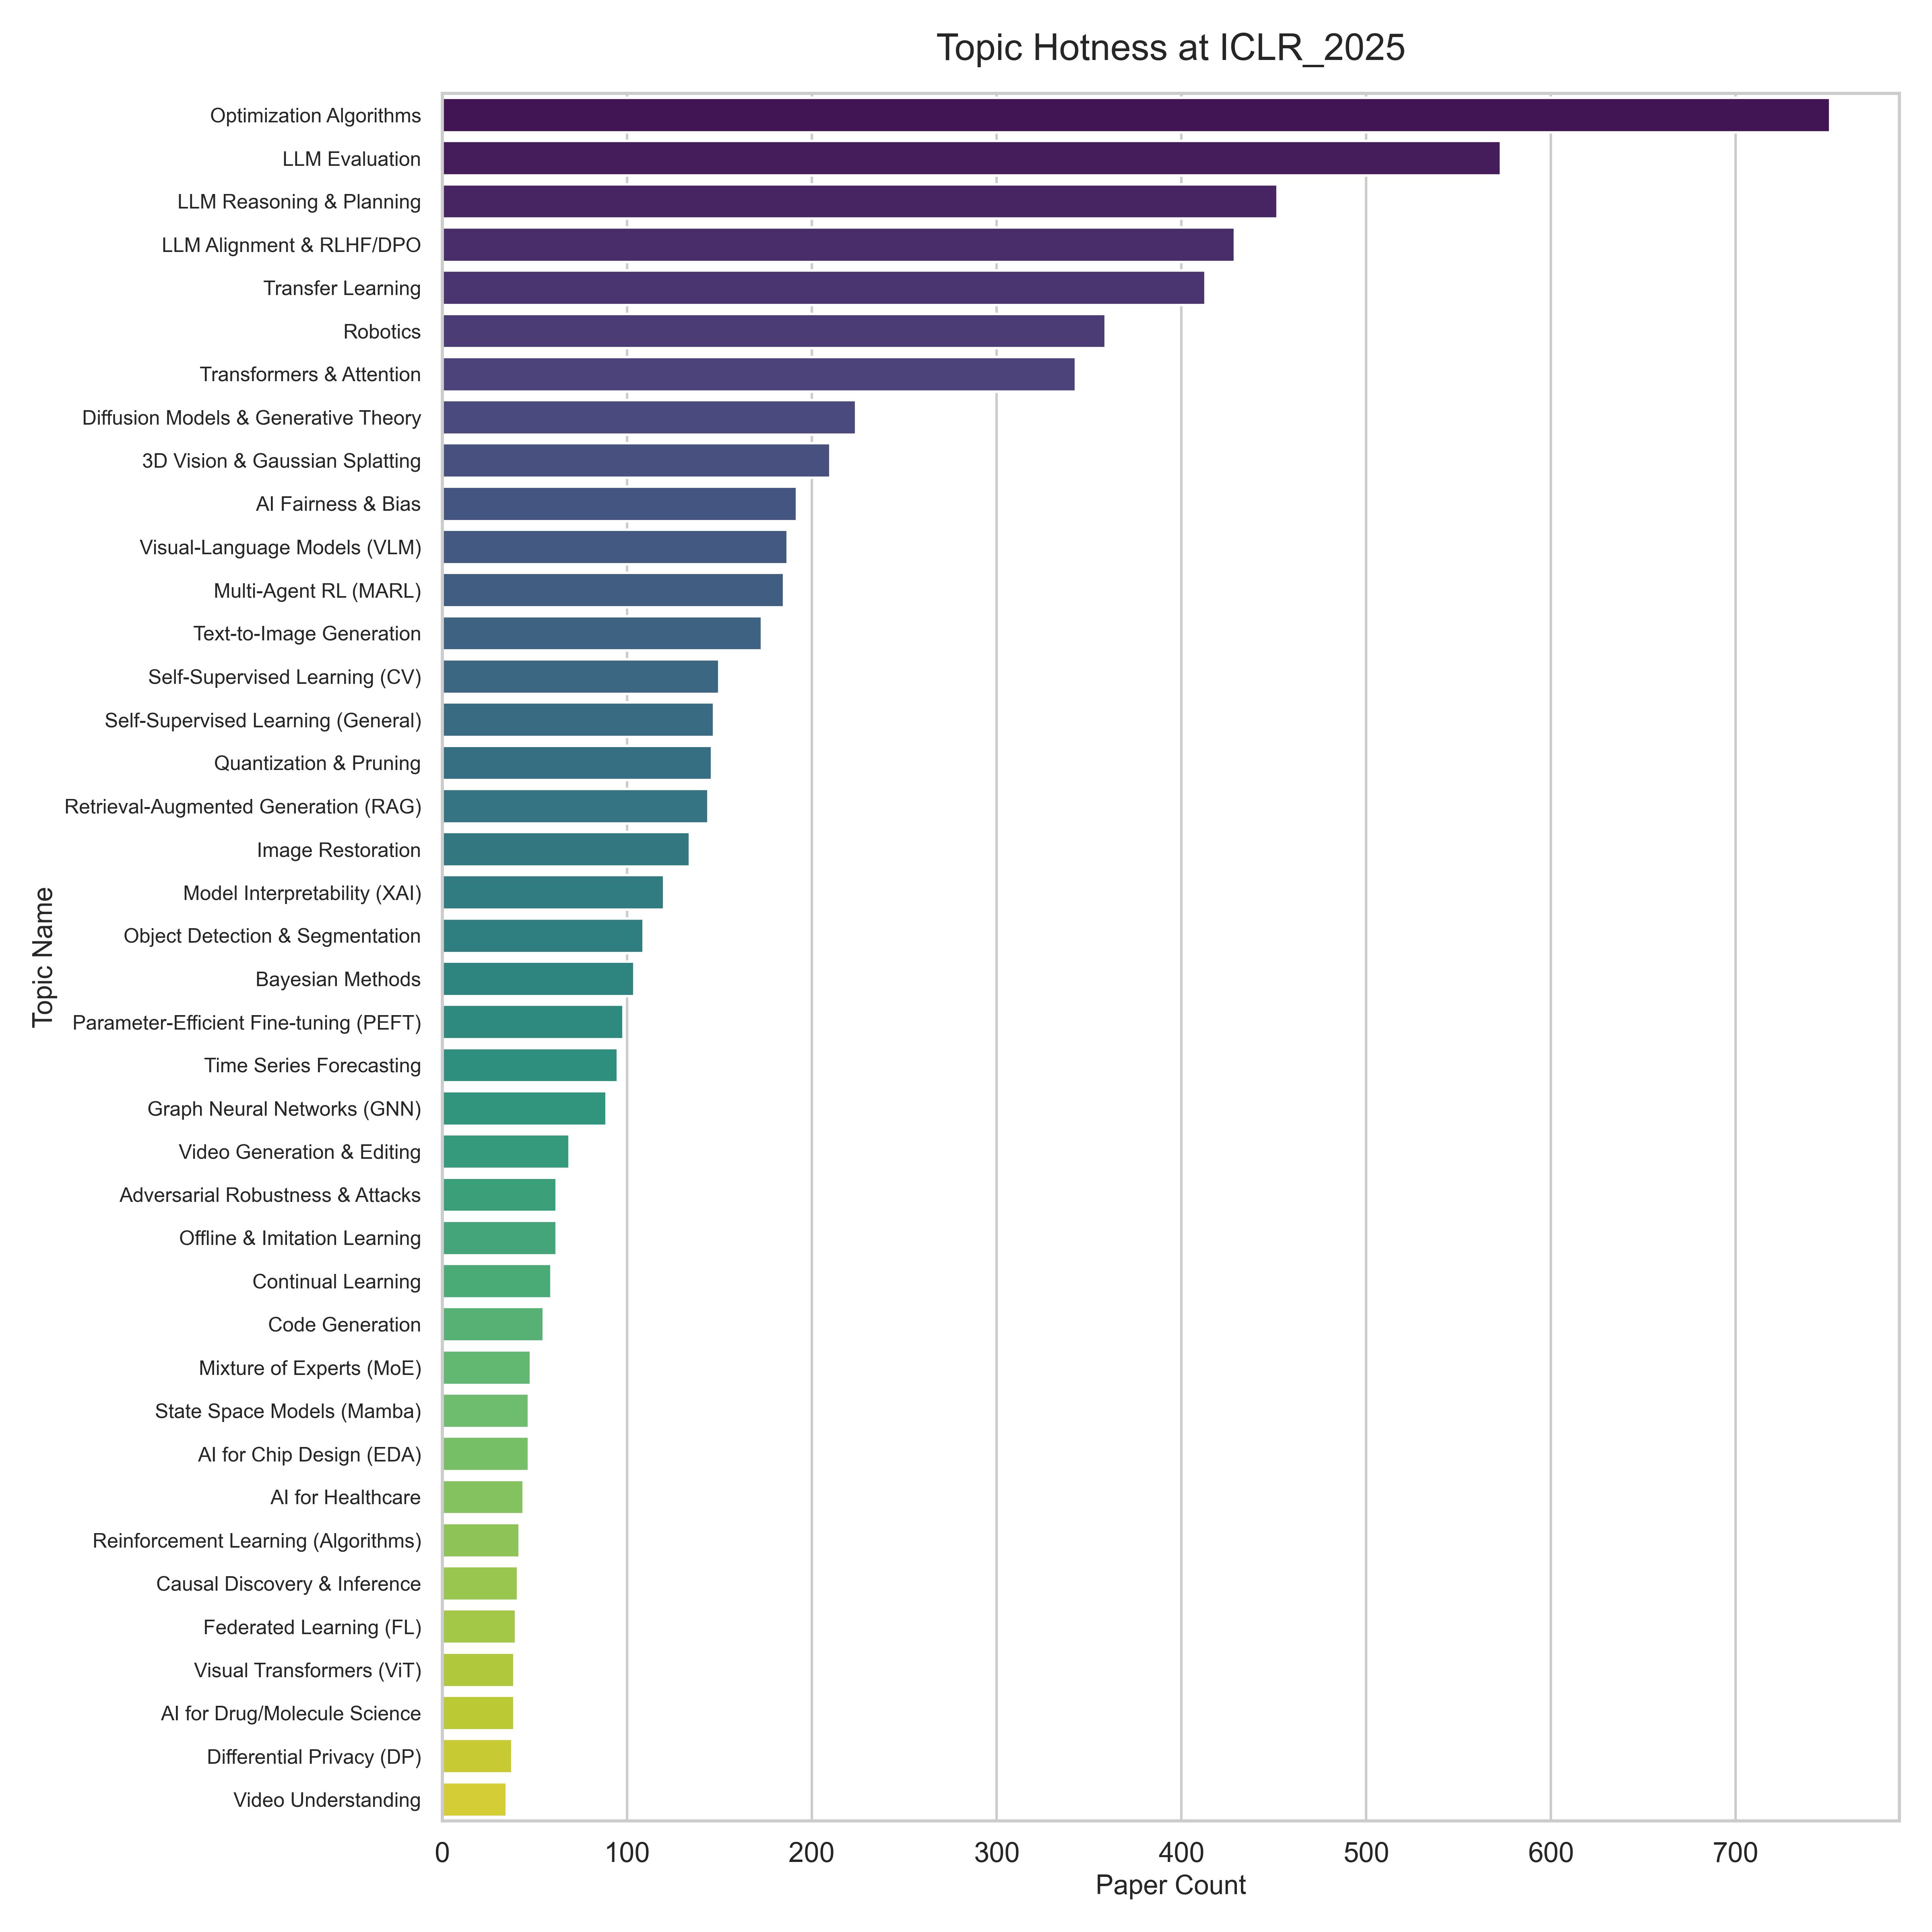 Topic Hotness at ICLR_2025
Optimization Algorithms
LLM Evaluation
LLM Reasoning & Planning
LLM Alignment & RLHF/DPO
Transfer Learning
Robotics
Transformers & Attention
Diffusion Models & Generative Theory
3D Vision & Gaussian Splatting
AI Fairness & Bias
Visual-Language Models (VLM)
Multi-Agent RL (MARL)
Text-to-Image Generation
Self-Supervised Learning (CV)
Self-Supervised Learning (General)
Quantization & Pruning
Retrieval-Augmented Generation (RAG)
Image Restoration
Model Interpretability (XAI)
Object Detection & Segmentation
Bayesian Methods
Parameter-Efficient Fine-tuning (PEFT)
Time Series Forecasting
Graph Neural Networks (GNN)
Video Generation & Editing
Adversarial Robustness & Attacks
Offline & Imitation Learning
Continual Learning
Code Generation
Mixture of Experts (MoE)
State Space Models (Mamba)
AI for Chip Design (EDA)
AI for Healthcare
Reinforcement Learning (Algorithms)
Causal Discovery & Inference
Federated Learning (FL)
Visual Transformers (ViT)
AI for Drug/Molecule Science
Differential Privacy (DP)
Video Understanding
Topic Name
0 100 200 300 400 500 600 700
Paper Count